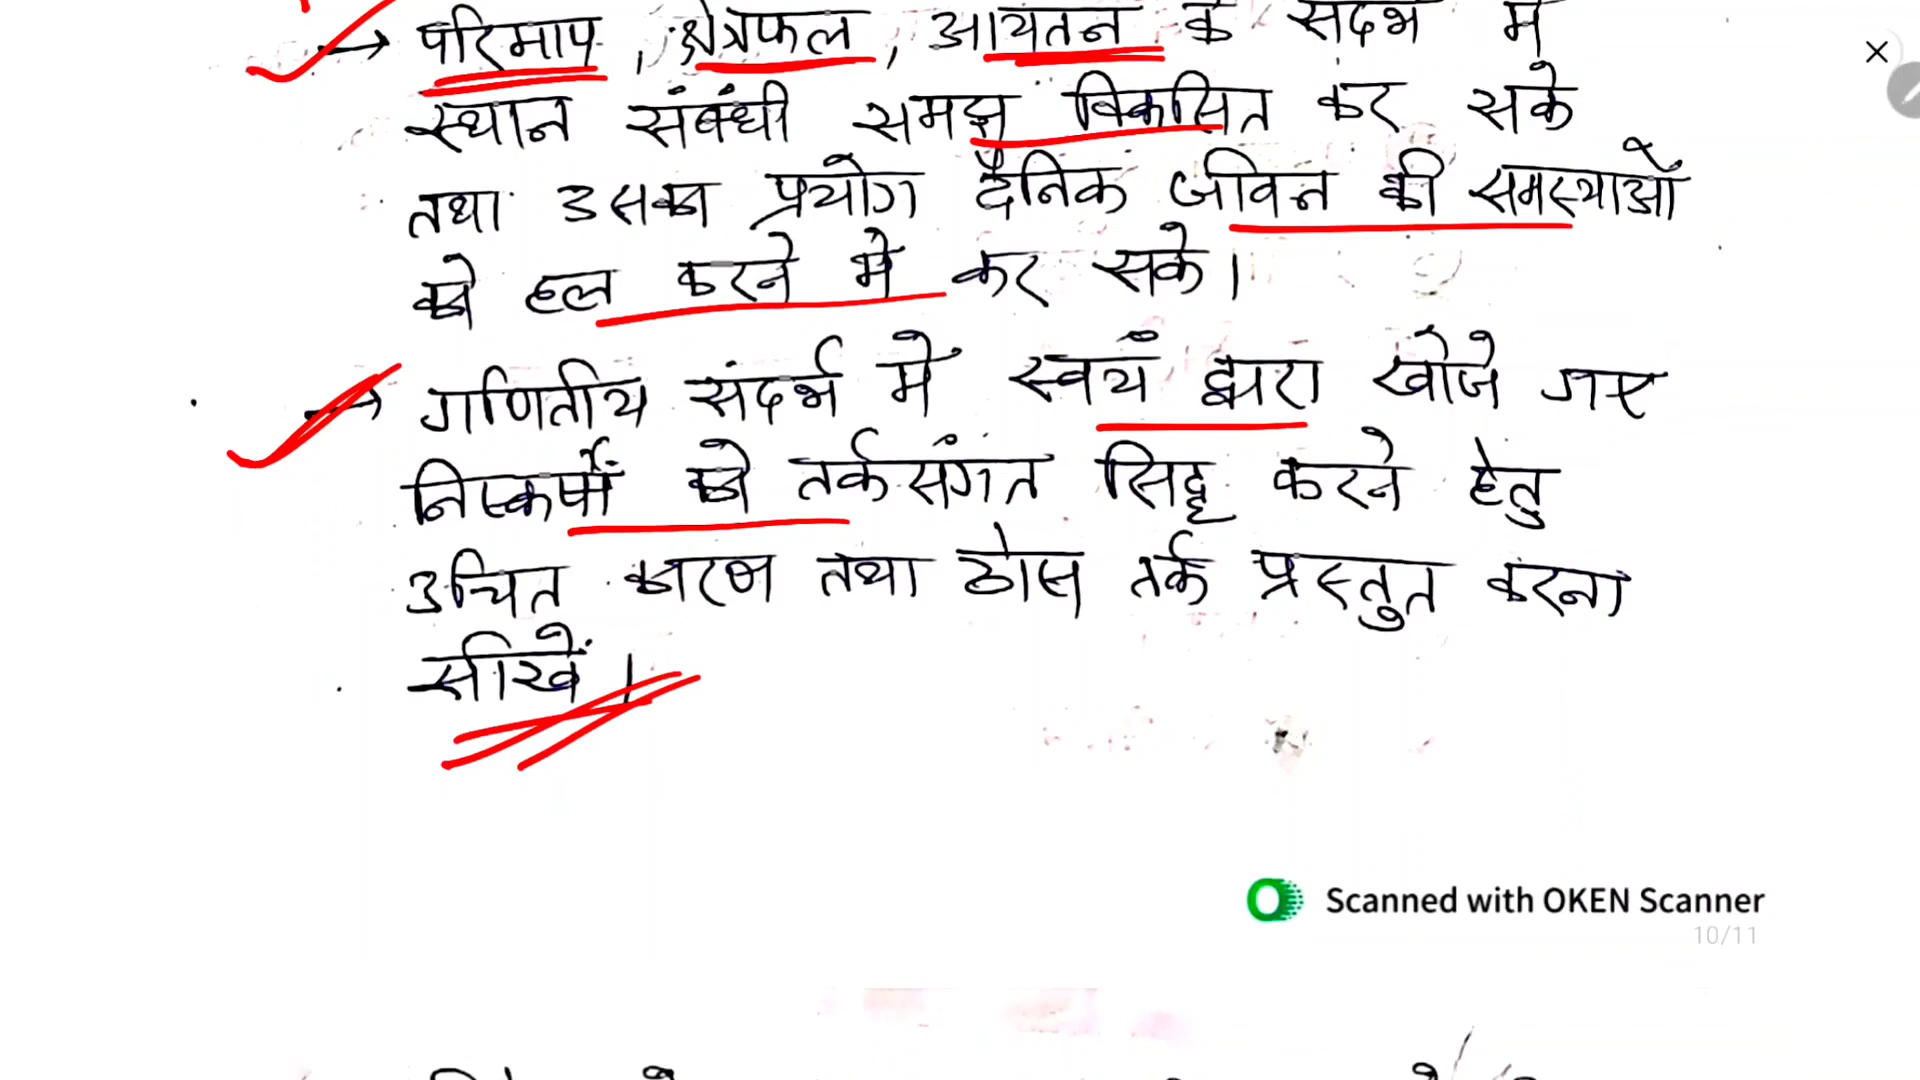 → परिमाप, क्षेत्रफल, आयतन के संदर्भ में
स्थान संबंधी समझ विकसित कर सके
तथा उसका प्रयोग दैनिक जीवन की समस्याओं
को हल करने में कर सके।
→ गणितीय संदर्भ में स्वयं द्वारा खोजे गए
निष्कर्षों को तर्कसंगत सिद्ध करने हेतु
उचित कारण तथा ठोस तर्क प्रस्तुत करना
सीखें।
Scanned with OKEN Scanner
10/11